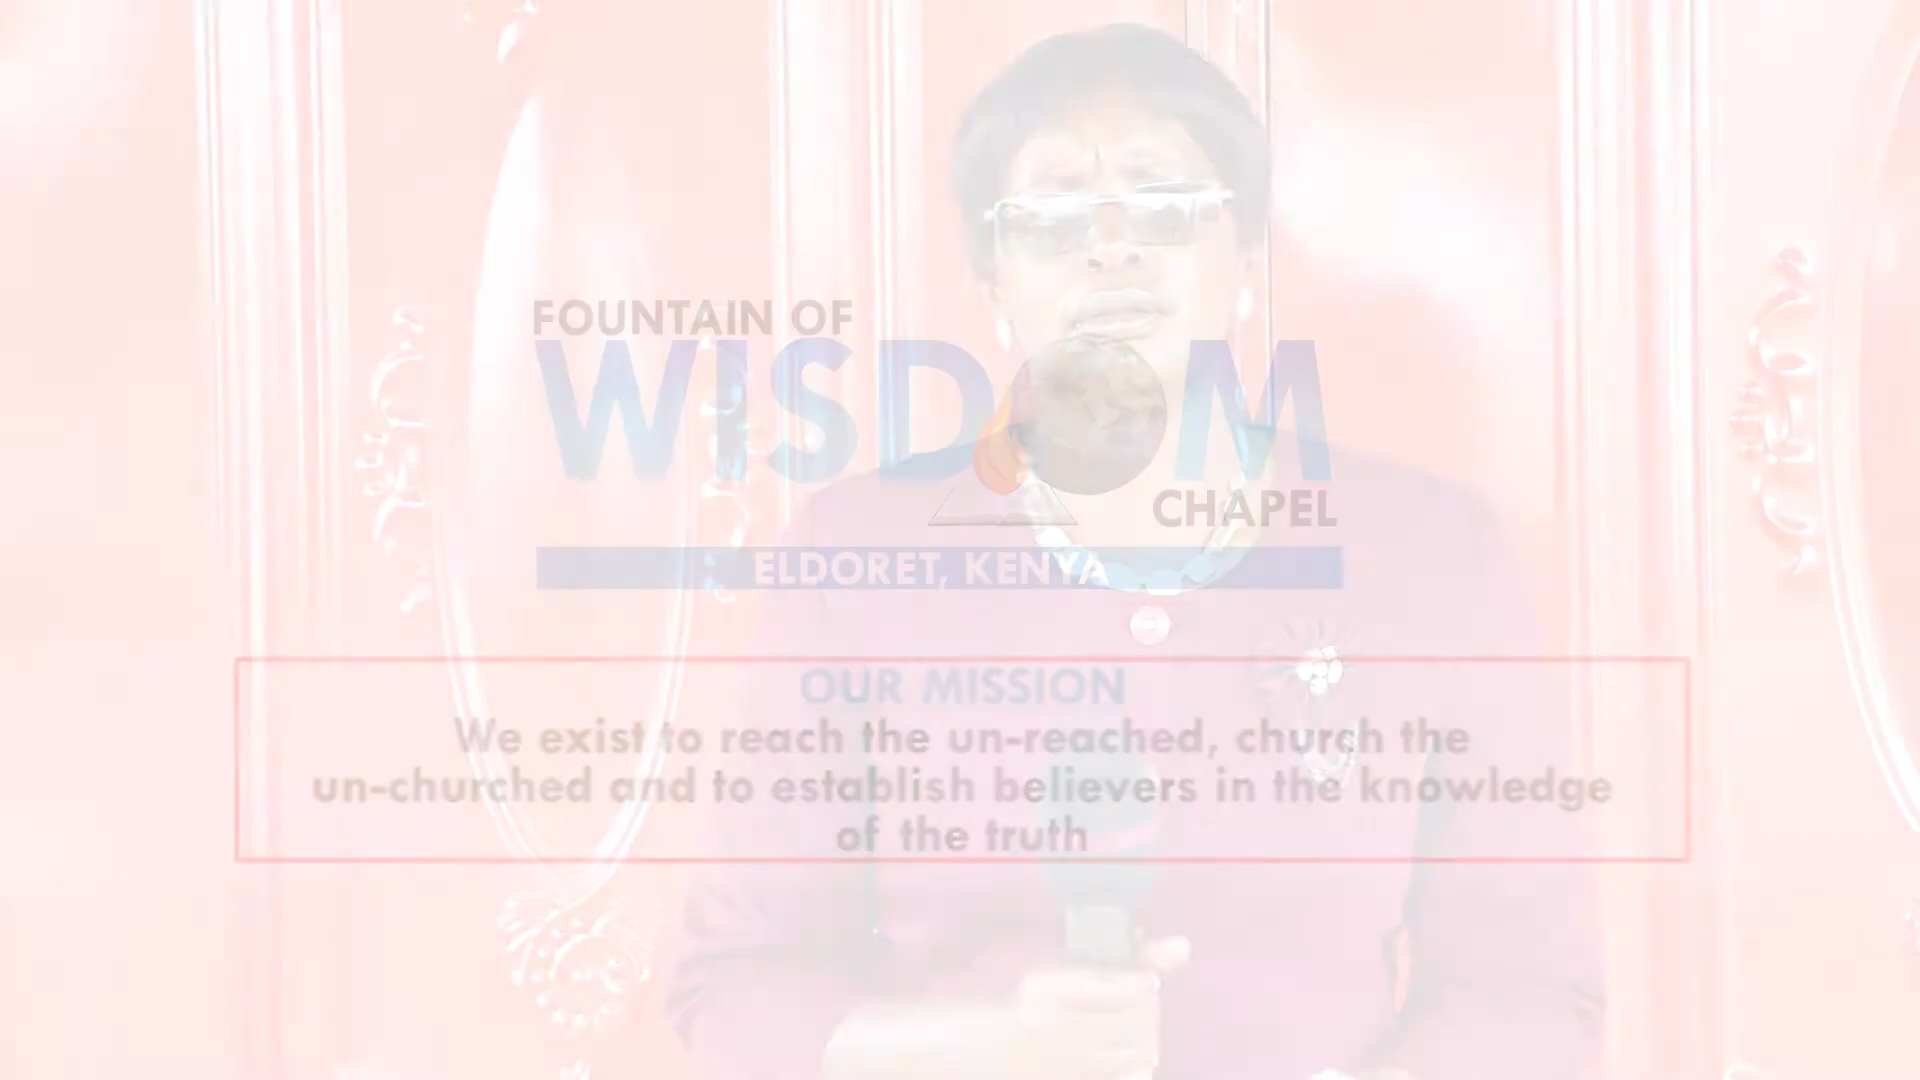 FOUNTAIN OF
WISDOM
CHAPEL
ELDORET, KENYA
OUR MISSION
We exist to reach the un-reached, church the
un-churched and to establish believers in the knowledge
of the truth